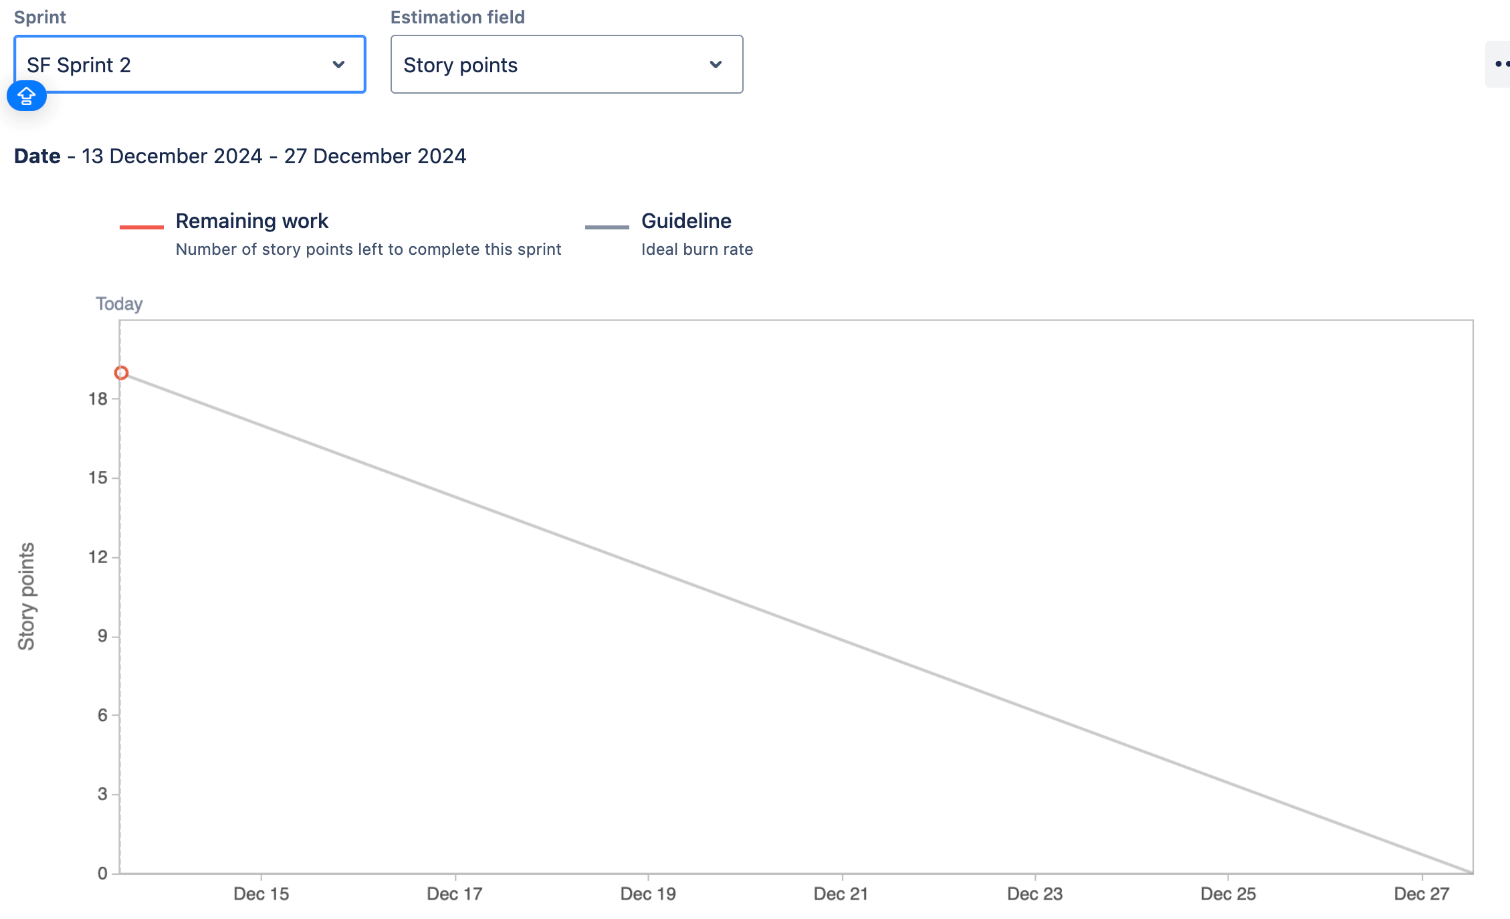 Sprint
Estimation field
SF Sprint 2
Story points
Date - 13 December 2024 - 27 December 2024
Remaining work
Number of story points left to complete this sprint
Guideline
Ideal burn rate
Today
18
15
12
9
6
3
0
Story points
Dec 15
Dec 17
Dec 19
Dec 21
Dec 23
Dec 25
Dec 27